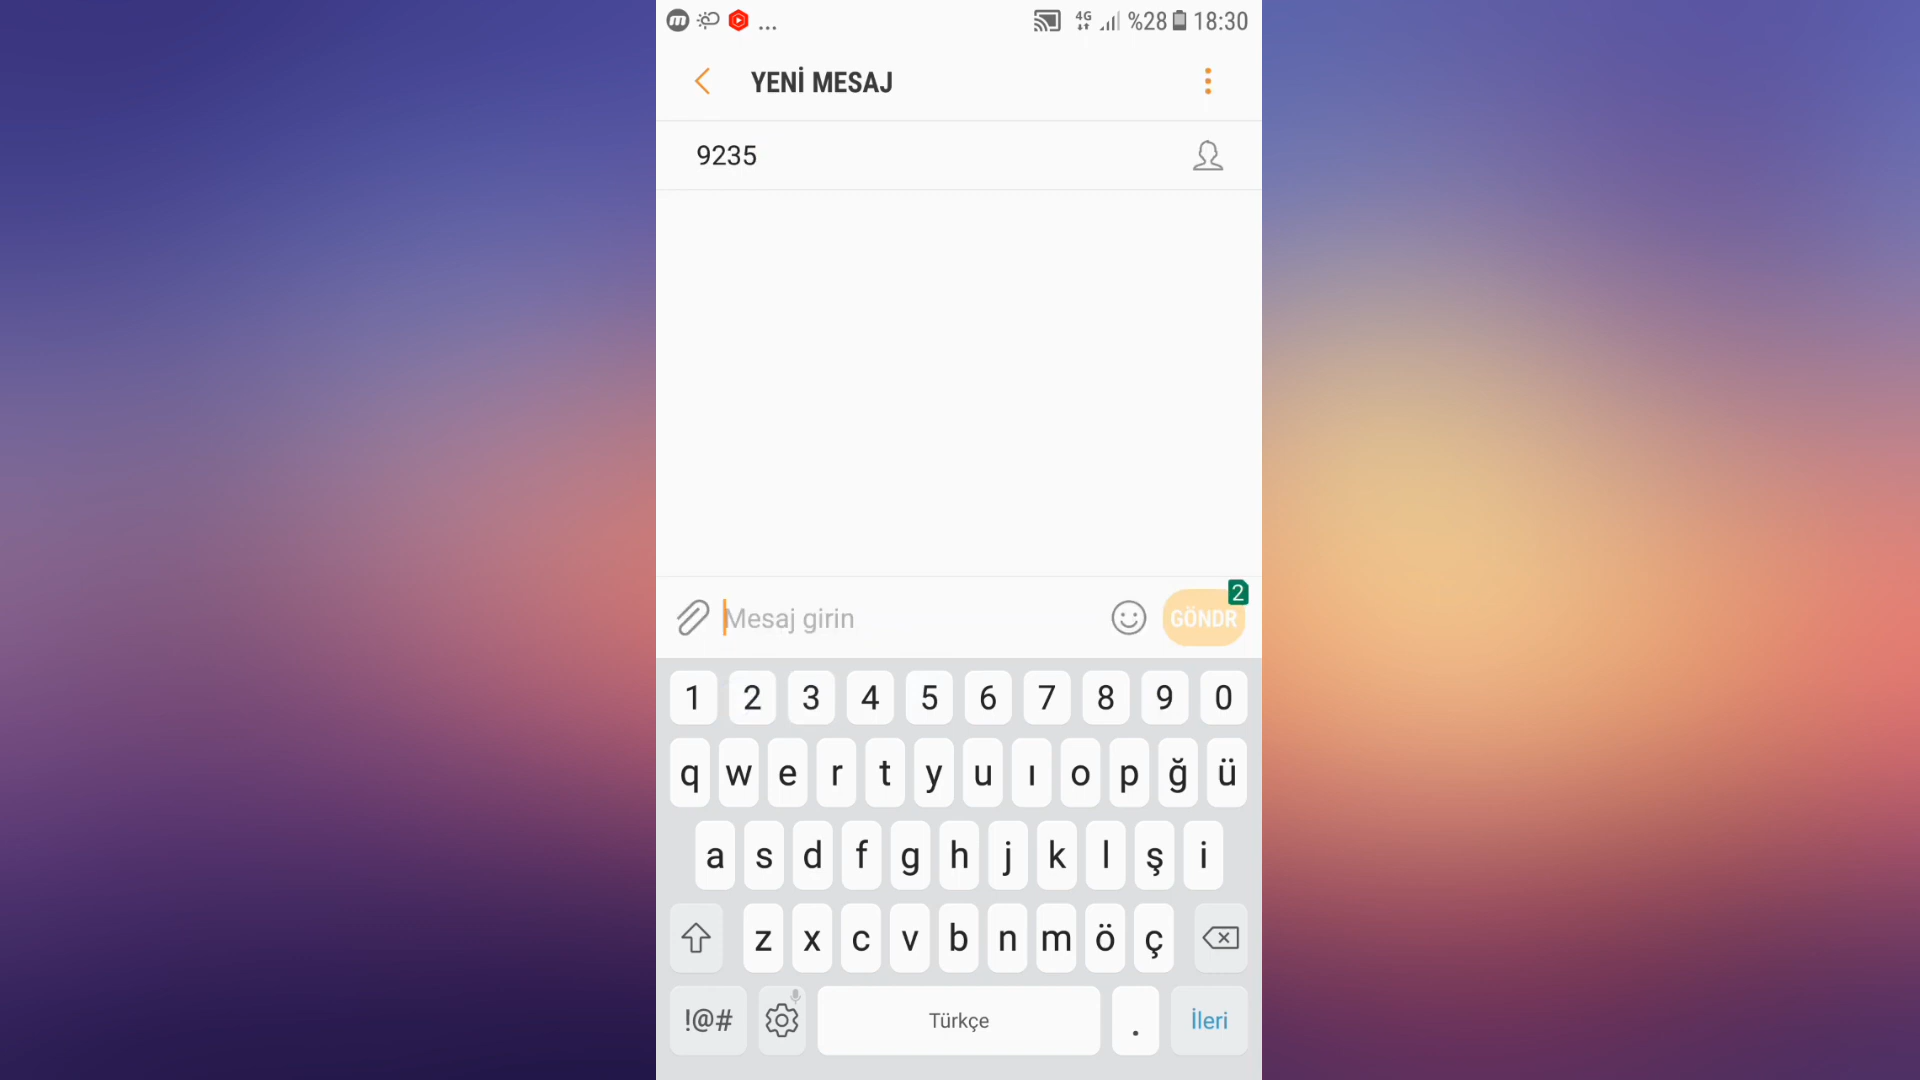 ... 4G %28 18:30
YENİ MESAJ
9235
Mesaj girin
GÖNDR 2
1 2 3 4 5 6 7 8 9 0
q w e r t y u ı o p ğ ü
a s d f g h j k l ş i
z x c v b n m ö ç
!@# Türkçe . İleri